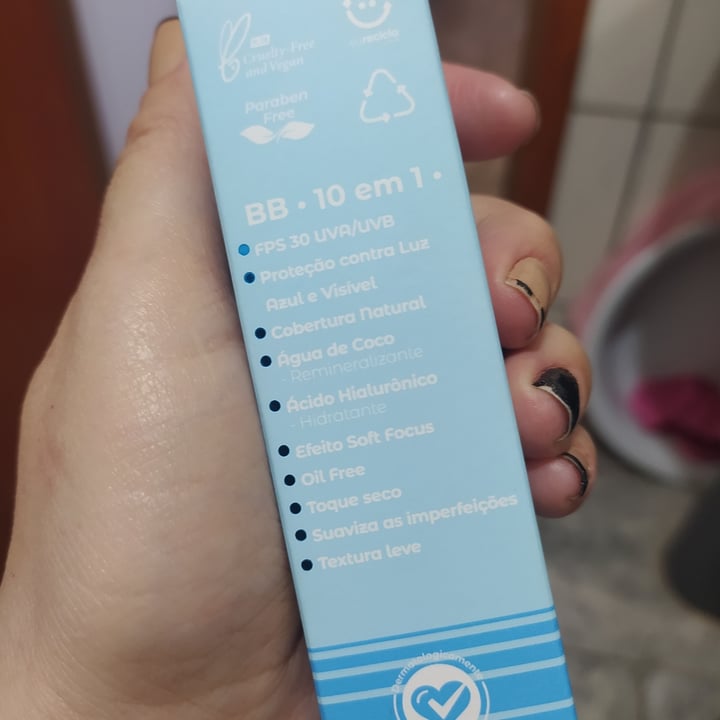 Cruelty-Free
and Vegan
eureciclo
Paraben
Free
BB • 10 em 1 •
FPS 30 UVA/UVB
Proteção contra Luz
Azul e Visível
Cobertura Natural
Água de Coco
- Remineralizante
Ácido Hialurônico
- Hidratante
Efeito Soft Focus
Oil Free
Toque seco
Suaviza as imperfeições
Textura leve
Dermatologicamente